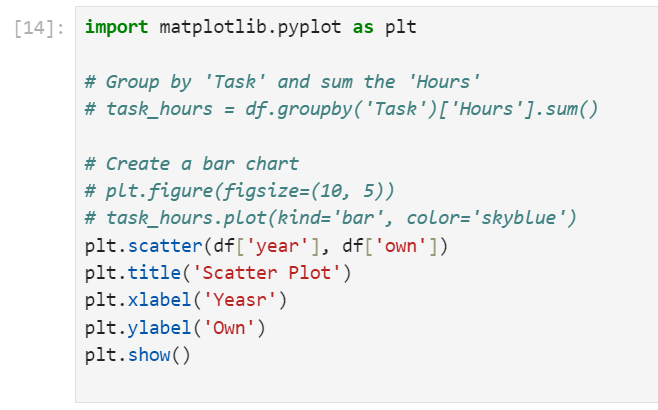 [14]: import matplotlib.pyplot as plt
# Group by 'Task' and sum the 'Hours'
# task_hours = df.groupby('Task')['Hours'].sum()
# Create a bar chart
# plt.figure(figsize=(10, 5))
# task_hours.plot(kind='bar', color='skyblue')
plt.scatter(df['year'], df['own'])
plt.title('Scatter Plot')
plt.xlabel('Yeasr')
plt.ylabel('Own')
plt.show()